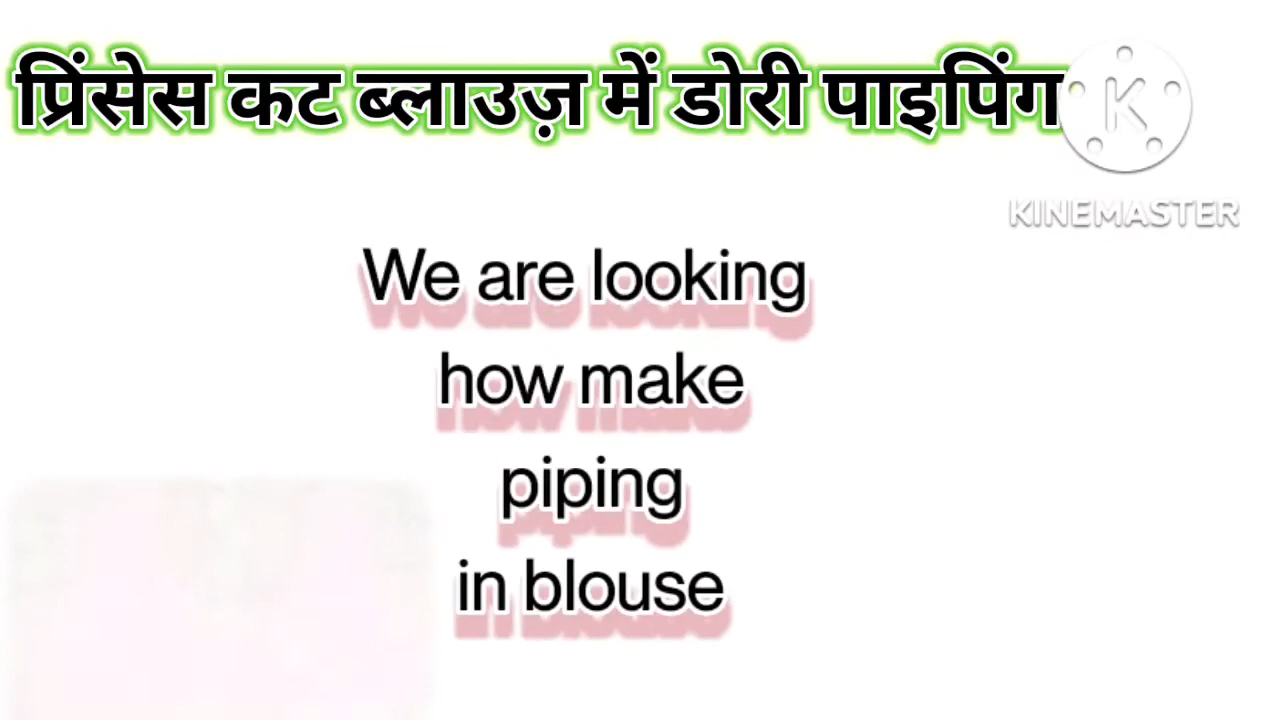 प्रिंसेस कट ब्लाउज़ में डोरी पाइपिंग
KINEMASTER
We are looking
how make
piping
in blouse